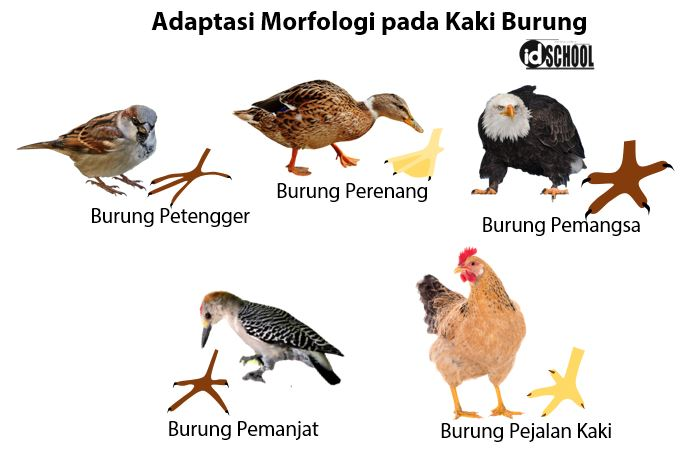 Adaptasi Morfologi pada Kaki Burung
idSCHOOL
Burung Petengger
Burung Perenang
Burung Pemangsa
Burung Pemanjat
Burung Pejalan Kaki